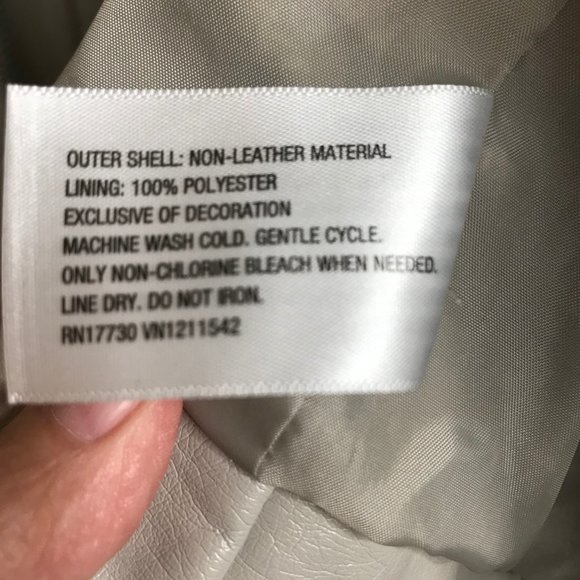 OUTER SHELL: NON-LEATHER MATERIAL
LINING: 100% POLYESTER
EXCLUSIVE OF DECORATION
MACHINE WASH COLD. GENTLE CYCLE.
ONLY NON-CHLORINE BLEACH WHEN NEEDED.
LINE DRY. DO NOT IRON.
RN17730 VN1211542